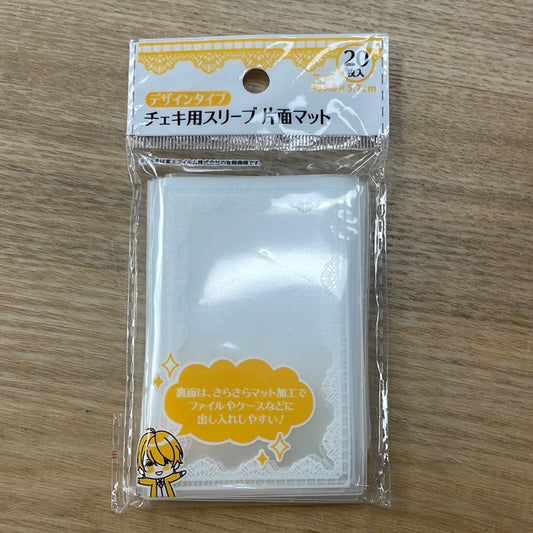 20
枚入
デザインタイプ
チェキ用スリーブ 片面マット
裏面は、さらさらマット加工で
ファイルやケースなどに
出し入れしやすい！